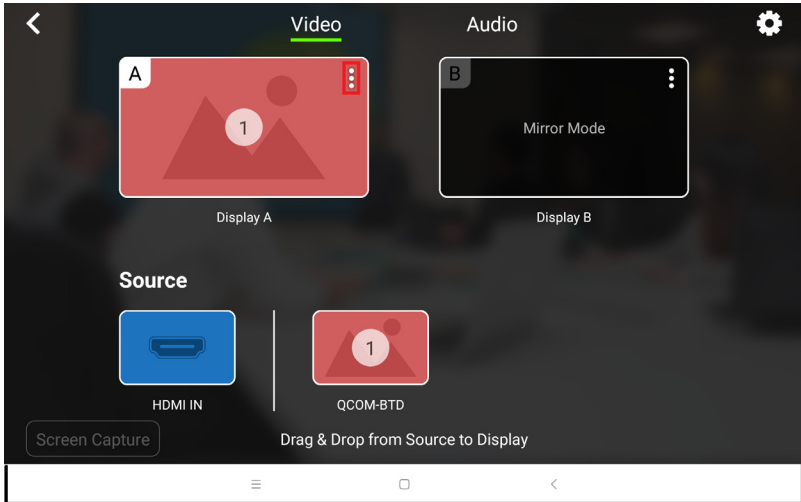 Video
Audio
A
1
B
Mirror Mode
Display A
Display B
Source
1
HDMI IN
QCOM-BTD
Screen Capture
Drag & Drop from Source to Display